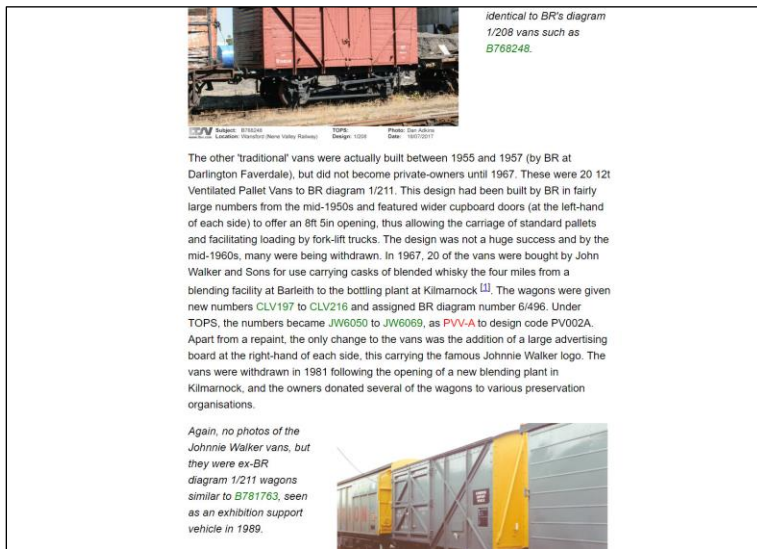 identical to BR's diagram
1/208 vans such as
B768248.
Subject: B768248 TOPS: Photo: Dan Adkins
Location: Wansford (Nene Valley Railway) Design: 1/208 Date: 16/07/2017
The other 'traditional' vans were actually built between 1955 and 1957 (by BR at
Darlington Faverdale), but did not become private-owners until 1967. These were 20 12t
Ventilated Pallet Vans to BR diagram 1/211. This design had been built by BR in fairly
large numbers from the mid-1950s and featured wider cupboard doors (at the left-hand
of each side) to offer an 8ft 5in opening, thus allowing the carriage of standard pallets
and facilitating loading by fork-lift trucks. The design was not a huge success and by the
mid-1960s, many were being withdrawn. In 1967, 20 of the vans were bought by John
Walker and Sons for use carrying casks of blended whisky the four miles from a
blending facility at Barleith to the bottling plant at Kilmarnock [1]. The wagons were given
new numbers CLV197 to CLV216 and assigned BR diagram number 6/496. Under
TOPS, the numbers became JW6050 to JW6069, as PVV-A to design code PV002A.
Apart from a repaint, the only change to the vans was the addition of a large advertising
board at the right-hand of each side, this carrying the famous Johnnie Walker logo. The
vans were withdrawn in 1981 following the opening of a new blending plant in
Kilmarnock, and the owners donated several of the wagons to various preservation
organisations.
Again, no photos of the
Johnnie Walker vans, but
they were ex-BR
diagram 1/211 wagons
similar to B781763, seen
as an exhibition support
vehicle in 1989.